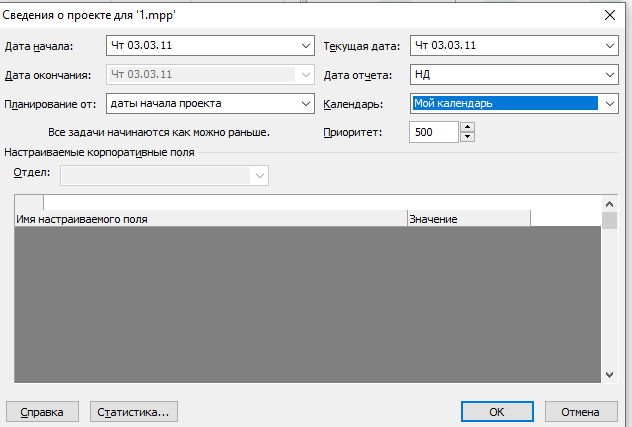 Сведения о проекте для '1.mpp'
Дата начала: Чт 03.03.11 Текущая дата: Чт 03.03.11
Дата окончания: Чт 03.03.11 Дата отчета: НД
Планирование от: даты начала проекта Календарь: Мой календарь
Все задачи начинаются как можно раньше. Приоритет: 500
Настраиваемые корпоративные поля
Отдел:
Имя настраиваемого поля Значение
Справка Статистика... ОК Отмена